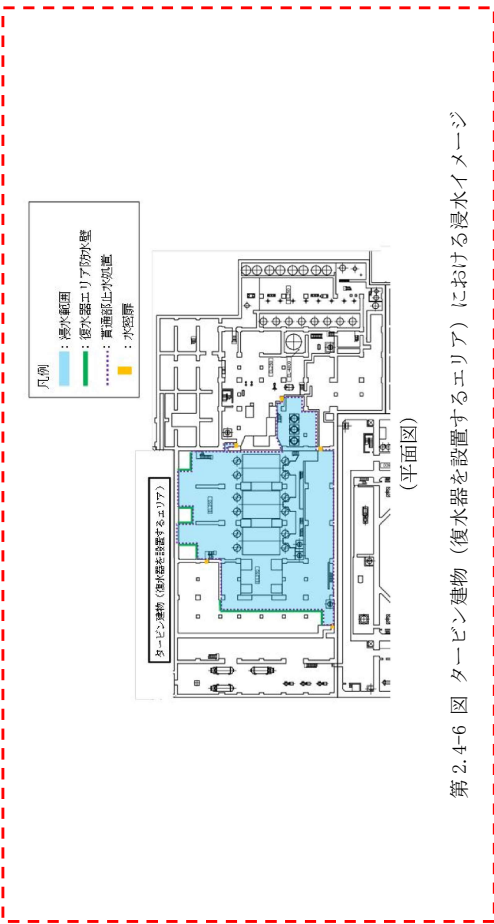 凡例
：浸水範囲
：復水器エリア防水壁
：貫通部止水処置
：水密扉
タービン建物（復水器を設置するエリア）
(平面図)
第 2.4-6 図 タービン建物（復水器を設置するエリア）における浸水イメージ